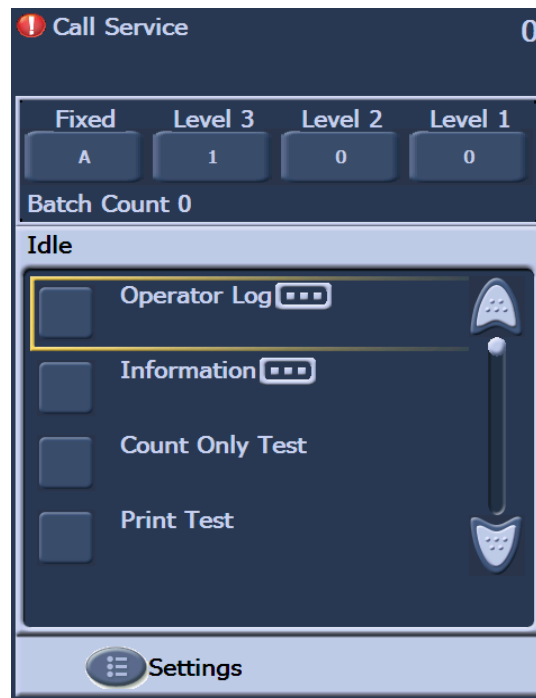 Call Service 0
Fixed Level 3 Level 2 Level 1
A 1 0 0
Batch Count 0
Idle
Operator Log
Information
Count Only Test
Print Test
Settings